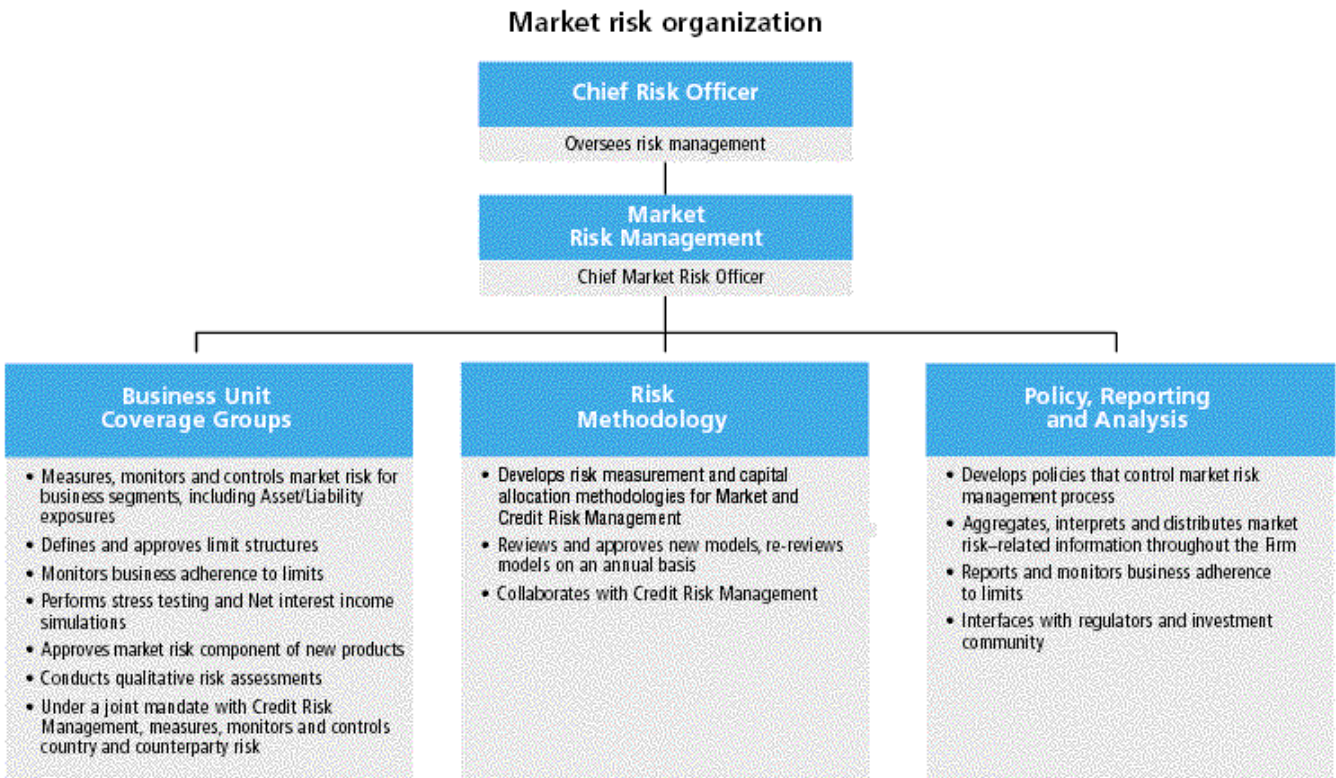 Market risk organization
Chief Risk Officer
Oversees risk management
Market
Risk Management
Chief Market Risk Officer
Business Unit
Coverage Groups
• Measures, monitors and controls market risk for
business segments, including Asset/Liability
exposures
• Defines and approves limit structures
• Monitors business adherence to limits
• Performs stress testing and Net interest income
simulations
• Approves market risk component of new products
• Conducts qualitative risk assessments
• Under a joint mandate with Credit Risk
Management, measures, monitors and controls
country and counterparty risk
Risk
Methodology
• Develops risk measurement and capital
allocation methodologies for Market and
Credit Risk Management
• Reviews and approves new models, re-reviews
models on an annual basis
• Collaborates with Credit Risk Management
Policy, Reporting
and Analysis
• Develops policies that control market risk
management process
• Aggregates, interprets and distributes market
risk–related information throughout the Firm
• Reports and monitors business adherence
to limits
• Interfaces with regulators and investment
community